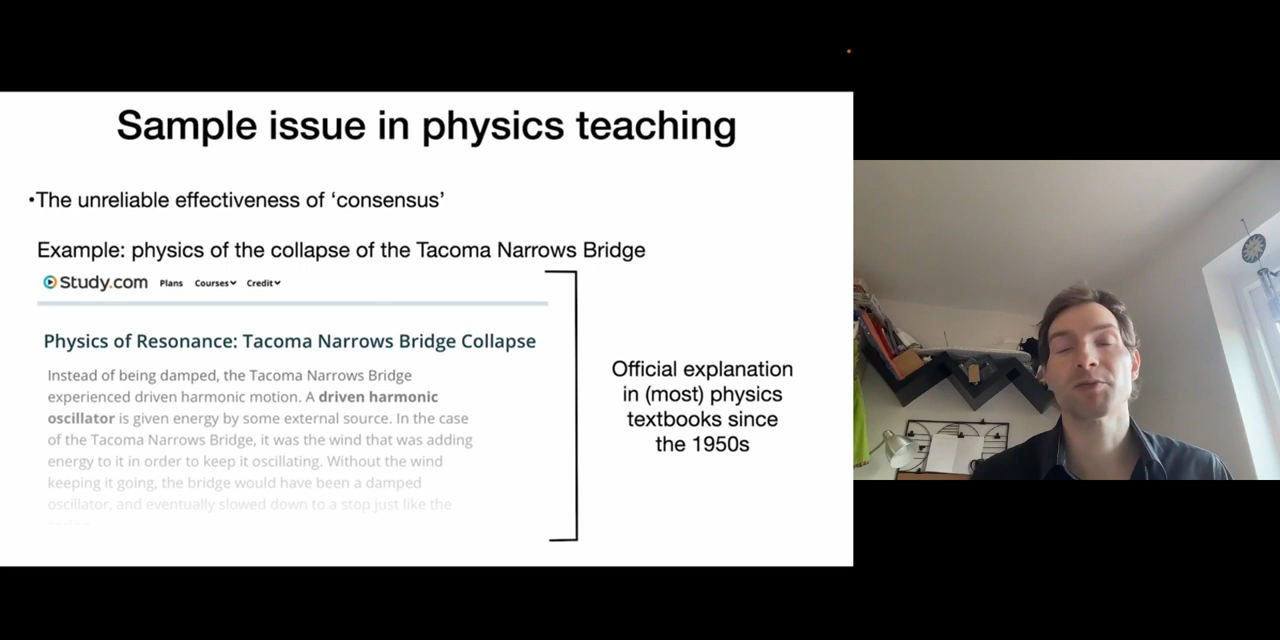 Sample issue in physics teaching
•The unreliable effectiveness of ‘consensus’
Example: physics of the collapse of the Tacoma Narrows Bridge
Study.com Plans Courses Credit
Physics of Resonance: Tacoma Narrows Bridge Collapse
Instead of being damped, the Tacoma Narrows Bridge
experienced driven harmonic motion. A driven harmonic
oscillator is given energy by some external source. In the case
of the Tacoma Narrows Bridge, it was the wind that was adding
energy to it in order to keep it oscillating. Without the wind
keeping it going, the bridge would have been a damped
oscillator, and eventually slowed down to a stop just like the
Official explanation
in (most) physics
textbooks since
the 1950s